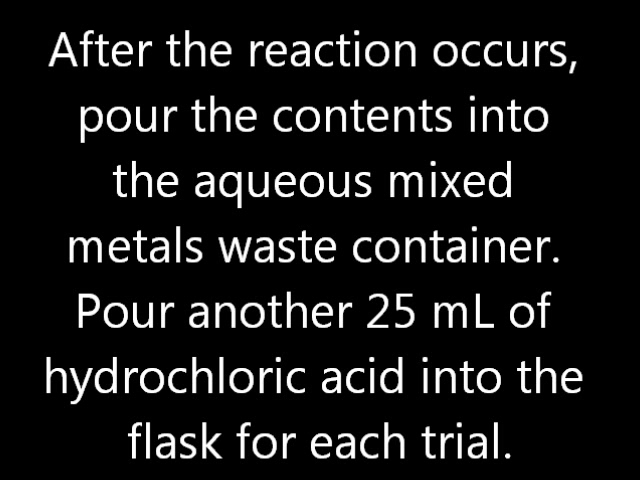 After the reaction occurs,
pour the contents into
the aqueous mixed
metals waste container.
Pour another 25 mL of
hydrochloric acid into the
flask for each trial.